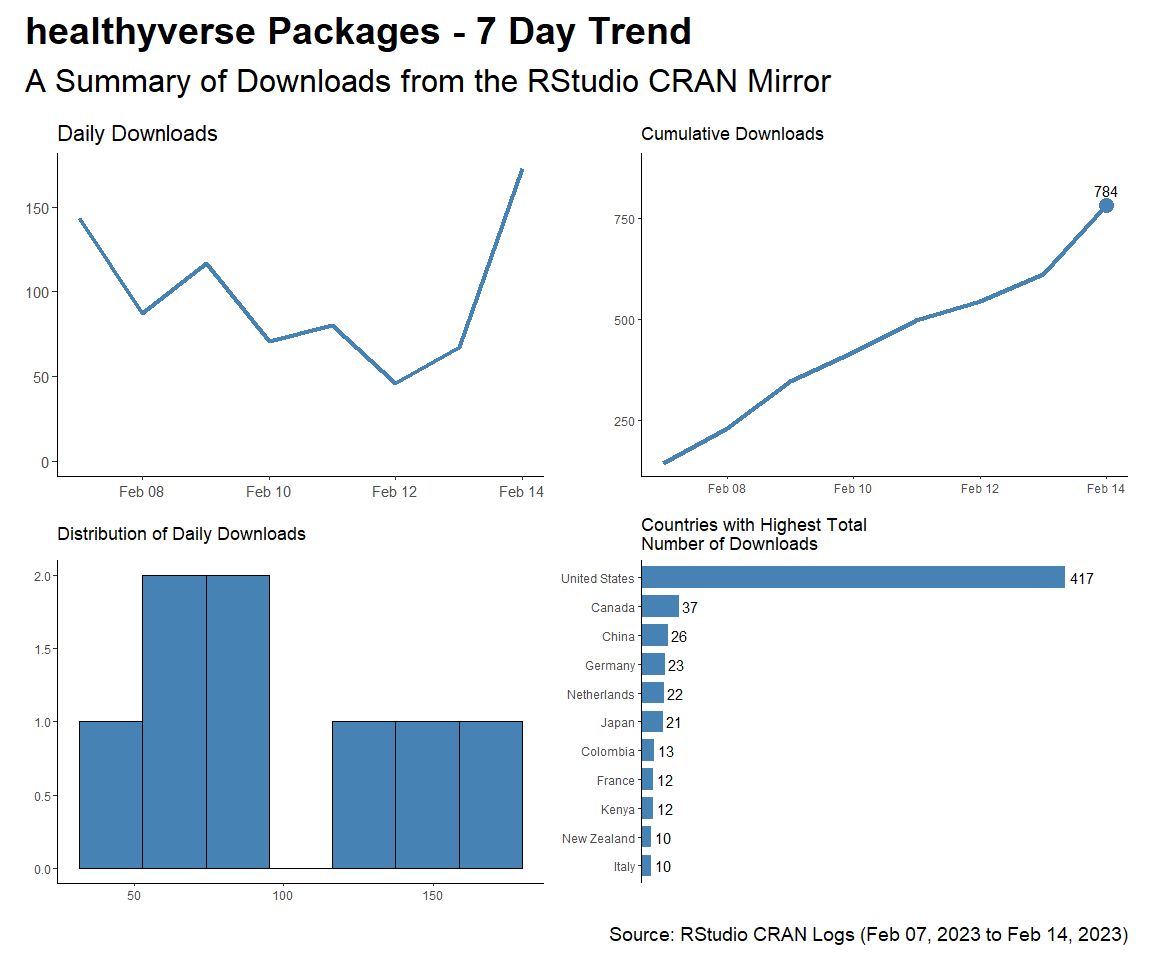 healthyverse Packages - 7 Day Trend
A Summary of Downloads from the RStudio CRAN Mirror
Daily Downloads
150
100
50
0
Feb 08
Feb 10
Feb 12
Feb 14
Cumulative Downloads
784
750
500
250
Feb 08
Feb 10
Feb 12
Feb 14
Distribution of Daily Downloads
2.0
1.5
1.0
0.5
0.0
50
100
150
Countries with Highest Total
Number of Downloads
United States 417
Canada 37
China 26
Germany 23
Netherlands 22
Japan 21
Colombia 13
France 12
Kenya 12
New Zealand 10
Italy 10
Source: RStudio CRAN Logs (Feb 07, 2023 to Feb 14, 2023)